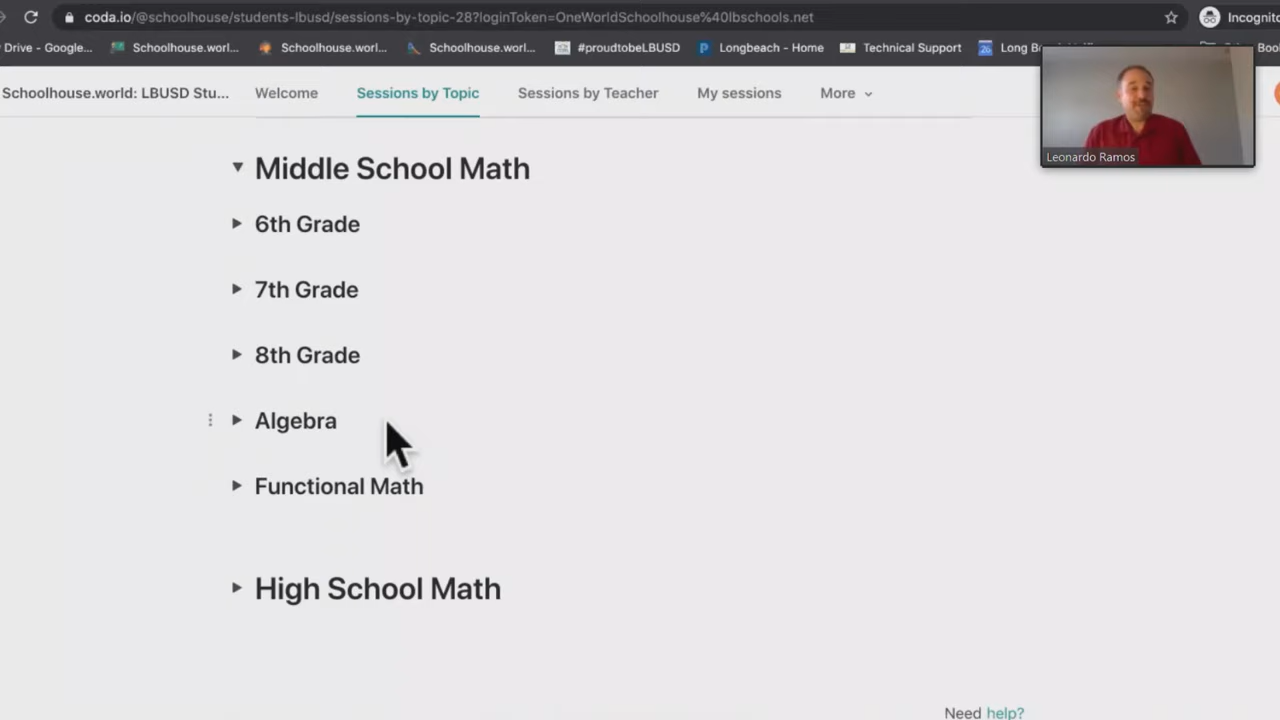 coda.io/@schoolhouse/students-lbusd/sessions-by-topic-28?loginToken=OneWorldSchoolhouse%40lbschools.net
Incognito
Drive - Google...
Schoolhouse.worl...
Schoolhouse.worl...
Schoolhouse.worl...
#proudtobeLBUSD
Longbeach - Home
Technical Support
26
Long B
Schoolhouse.world: LBUSD Stu...
Welcome
Sessions by Topic
Sessions by Teacher
My sessions
More
Leonardo Ramos
Middle School Math
6th Grade
7th Grade
8th Grade
Algebra
Functional Math
High School Math
Need help?